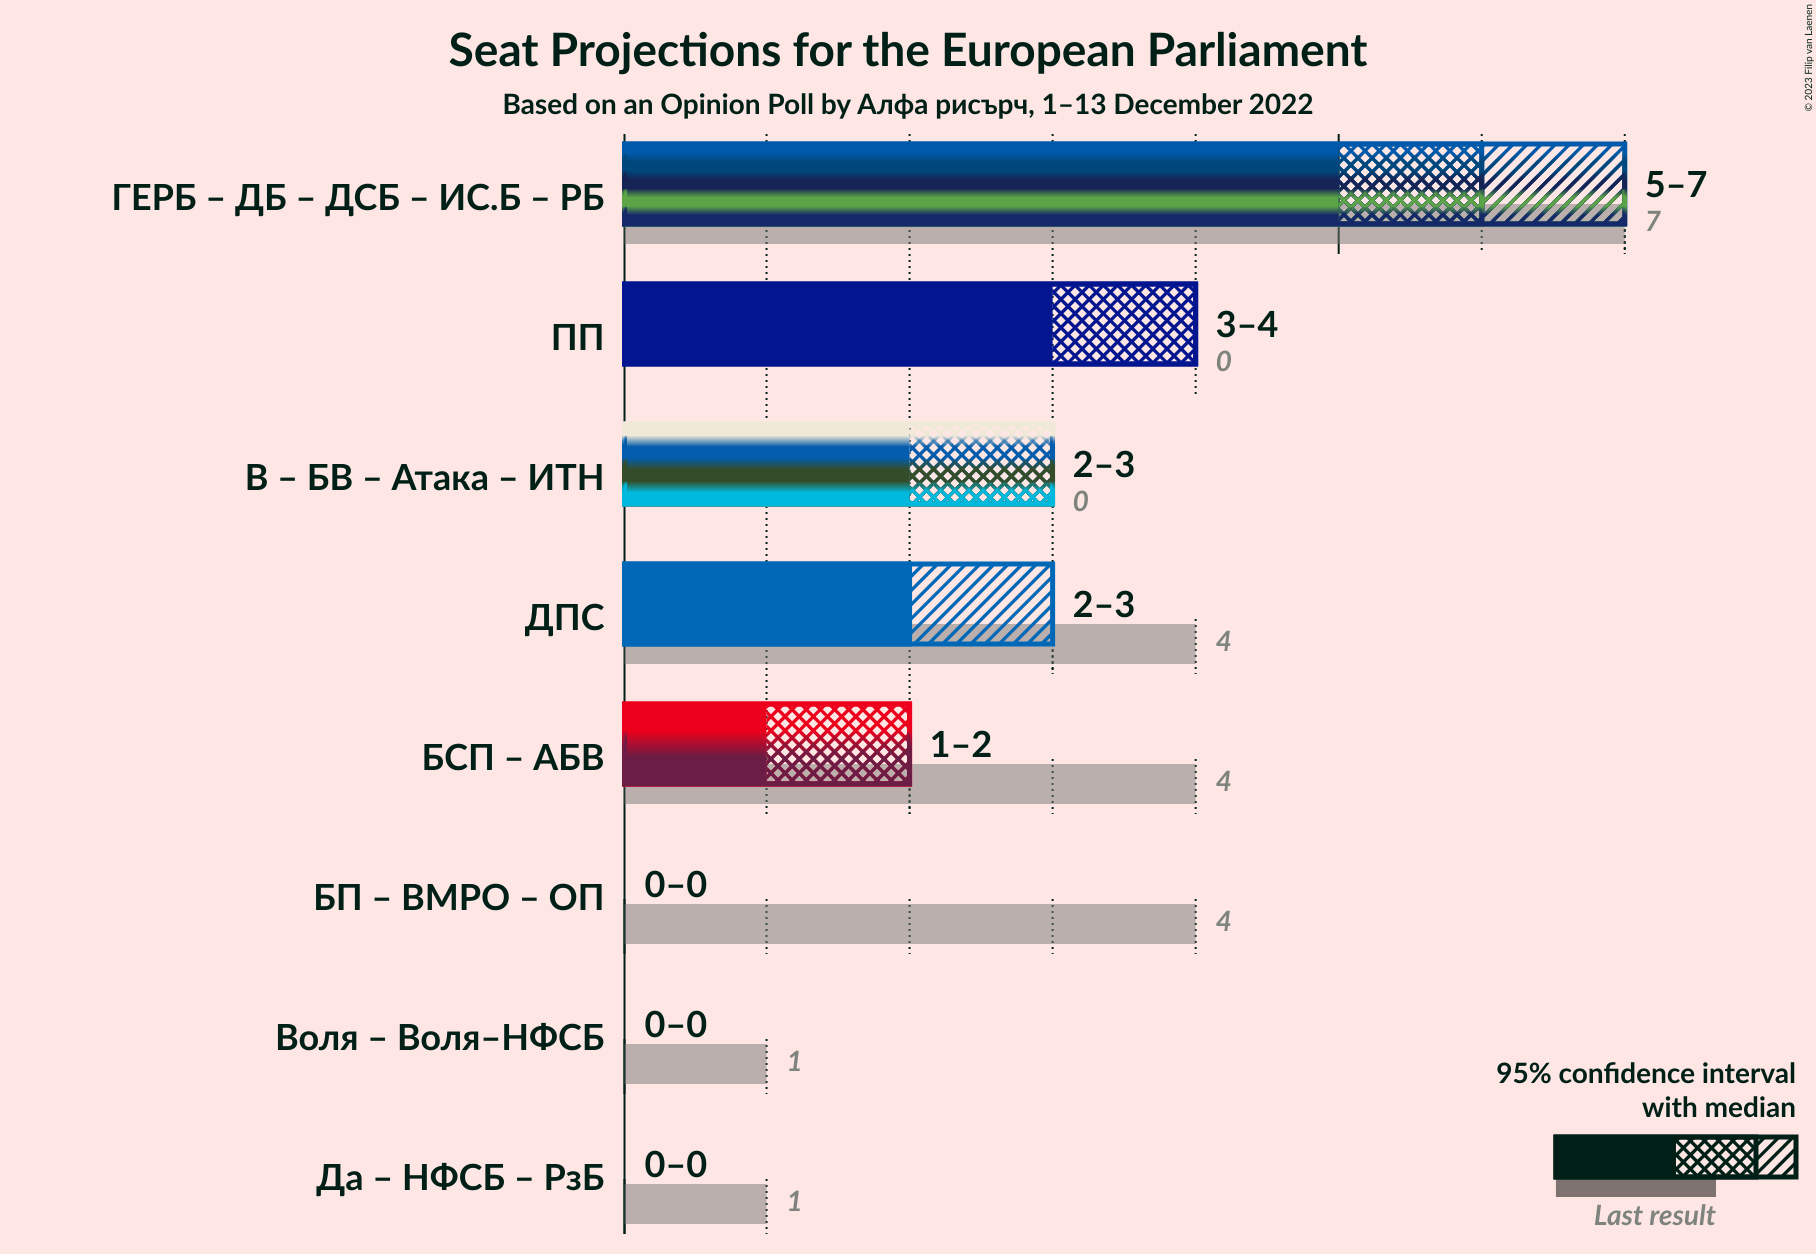 Seat Projections for the European Parliament
Based on an Opinion Poll by Алфа рисърч, 1–13 December 2022
© 2023 Filip van Laenen
ГЕРБ – ДБ – ДСБ – ИС.Б – РБ
5–7
7
ПП
3–4
0
В – БВ – Атака – ИТН
2–3
0
ДПС
2–3
4
БСП – АБВ
1–2
4
БП – ВМРО – ОП
0–0
4
Воля – Воля–НФСБ
0–0
1
Да – НФСБ – РзБ
0–0
1
95% confidence interval
with median
Last result